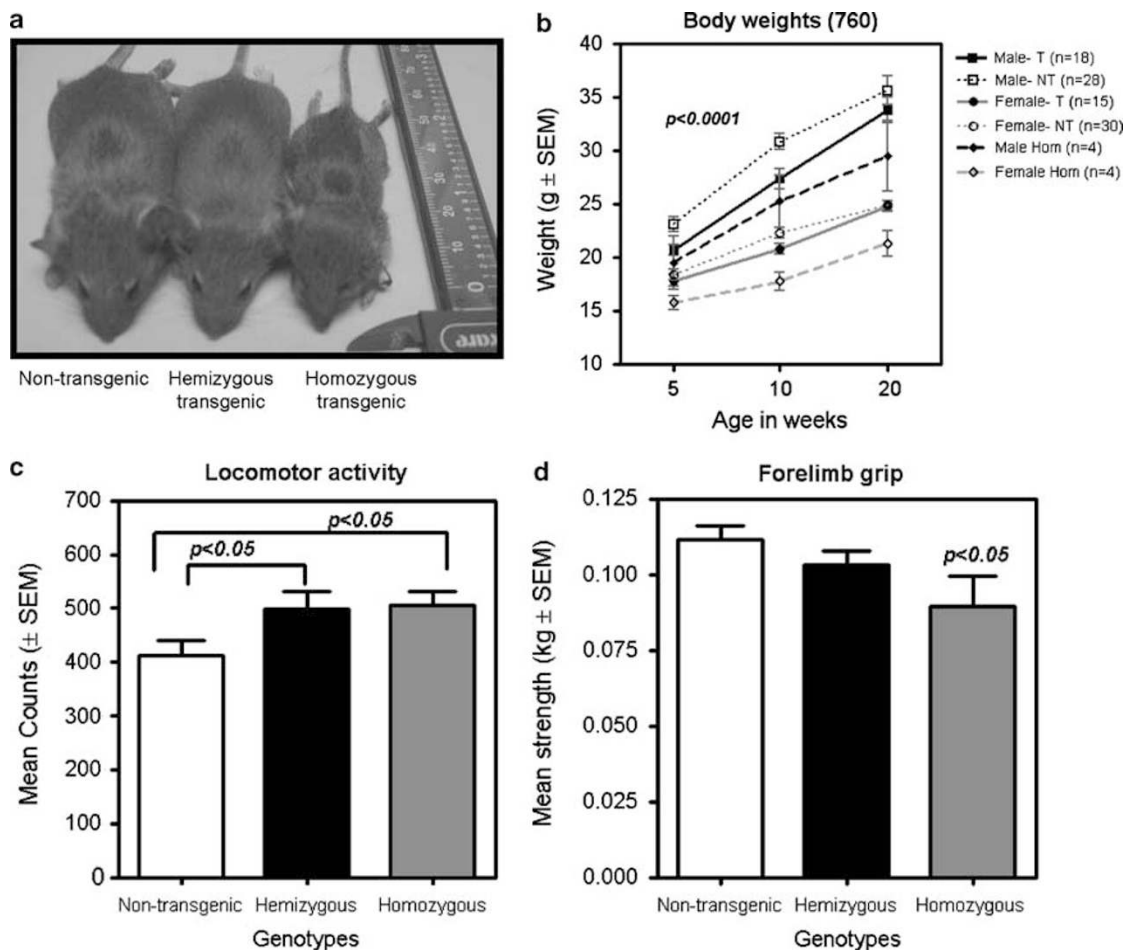 a
Non-transgenic
Hemizygous
transgenic
Homozygous
transgenic
b
Body weights (760)
Weight (g ± SEM)
40
35
30
25
20
15
10
p<0.0001
5 10 20
Age in weeks
Male- T (n=18)
Male- NT (n=28)
Female- T (n=15)
Female- NT (n=30)
Male Hom (n=4)
Female Hom (n=4)
c
Locomotor activity
Mean Counts (± SEM)
700
600
500
400
300
200
100
0
p<0.05
p<0.05
Non-transgenic Hemizygous Homozygous
Genotypes
d
Forelimb grip
Mean strength (kg ± SEM)
0.125
0.100
0.075
0.050
0.025
0.000
p<0.05
Non-transgenic Hemizygous Homozygous
Genotypes